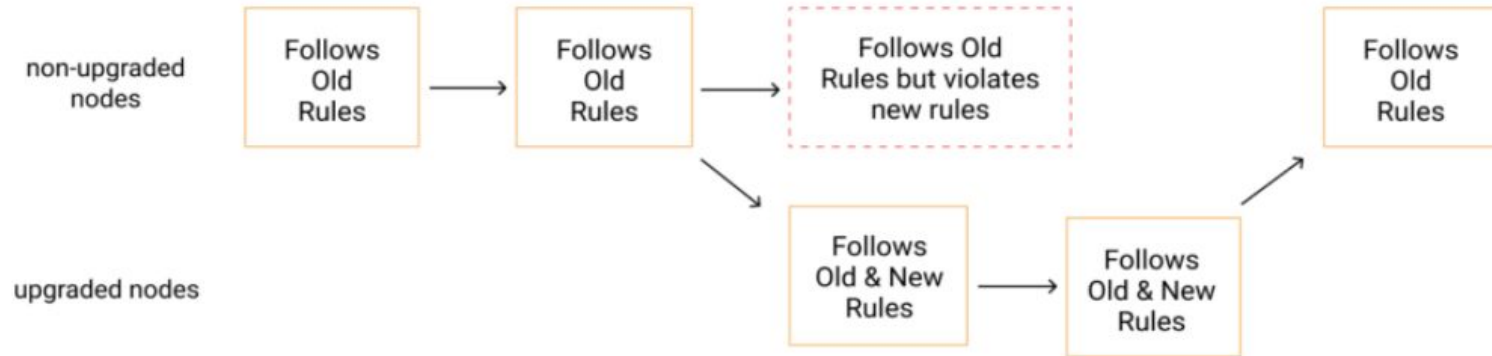 non-upgraded
nodes
Follows
Old
Rules
Follows
Old
Rules
Follows Old
Rules but violates
new rules
Follows
Old
Rules
upgraded nodes
Follows
Old & New
Rules
Follows
Old & New
Rules